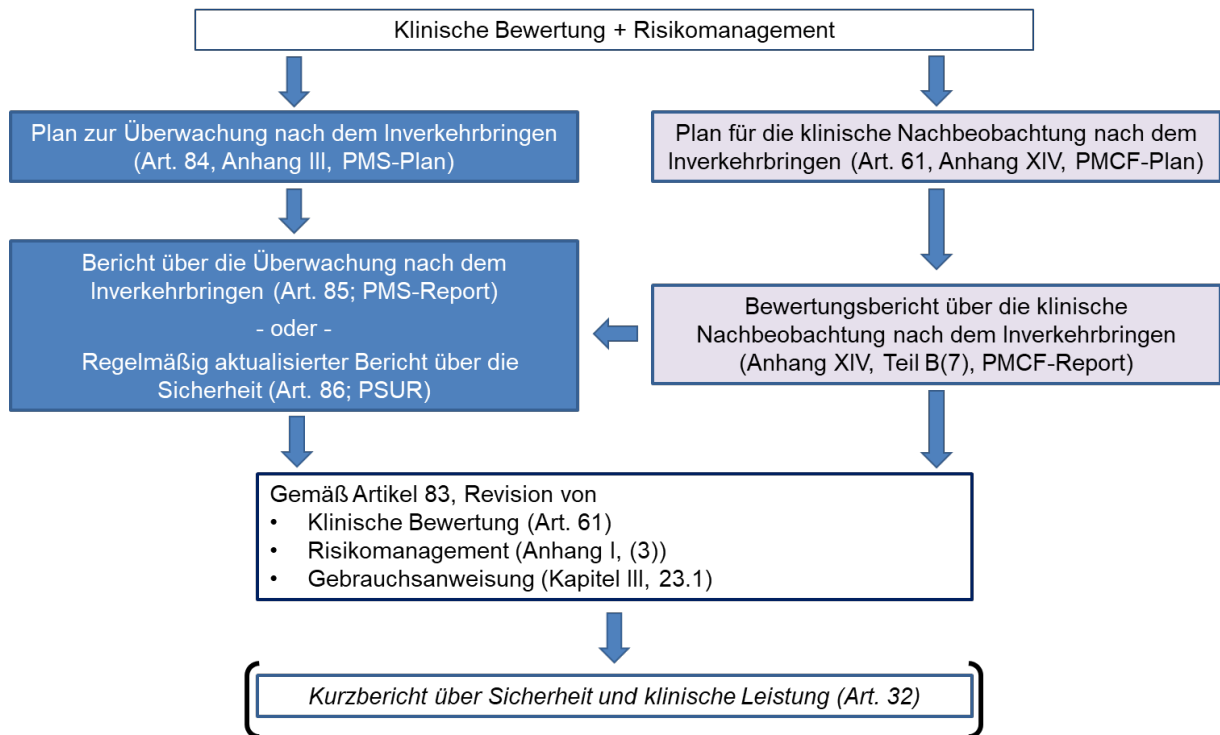 Klinische Bewertung + Risikomanagement
Plan zur Überwachung nach dem Inverkehrbringen
(Art. 84, Anhang III, PMS-Plan)
Plan für die klinische Nachbeobachtung nach dem
Inverkehrbringen (Art. 61, Anhang XIV, PMCF-Plan)
Bericht über die Überwachung nach dem
Inverkehrbringen (Art. 85; PMS-Report)
- oder -
Regelmäßig aktualisierter Bericht über die
Sicherheit (Art. 86; PSUR)
Bewertungsbericht über die klinische
Nachbeobachtung nach dem Inverkehrbringen
(Anhang XIV, Teil B(7), PMCF-Report)
Gemäß Artikel 83, Revision von
• Klinische Bewertung (Art. 61)
• Risikomanagement (Anhang I, (3))
• Gebrauchsanweisung (Kapitel III, 23.1)
Kurzbericht über Sicherheit und klinische Leistung (Art. 32)